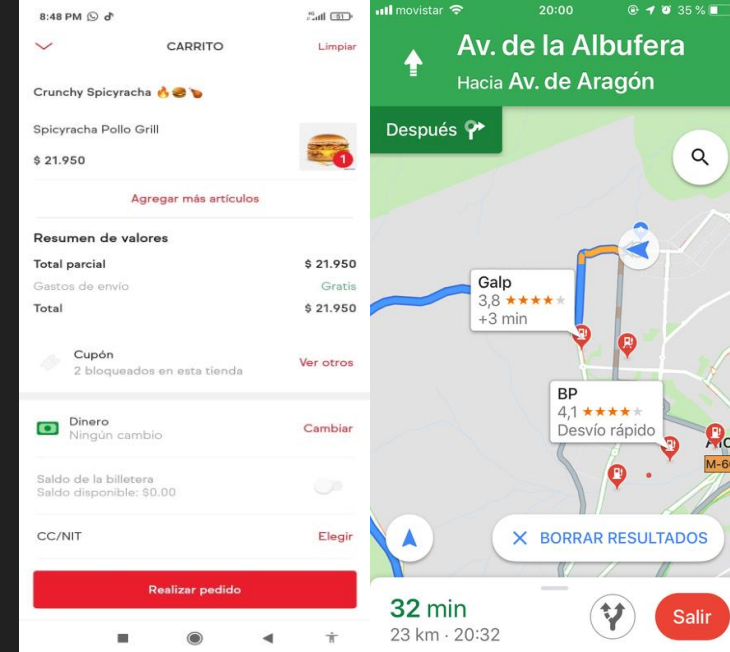 8:48 PM
51
CARRITO
Limpiar
Crunchy Spicyracha 🔥🍔🍗
Spicyracha Pollo Grill
$ 21.950
1
Agregar más artículos
Resumen de valores
Total parcial
$ 21.950
Gastos de envío
Gratis
Total
$ 21.950
Cupón
2 bloqueados en esta tienda
Ver otros
Dinero
Ningún cambio
Cambiar
Saldo de la billetera
Saldo disponible: $0.00
CC/NIT
Elegir
Realizar pedido
movistar
20:00
35 %
Av. de la Albufera
Hacia Av. de Aragón
Después
Galp
3,8 ★★★★★
+3 min
BP
4,1 ★★★★★
Desvío rápido
BORRAR RESULTADOS
32 min
23 km · 20:32
Salir